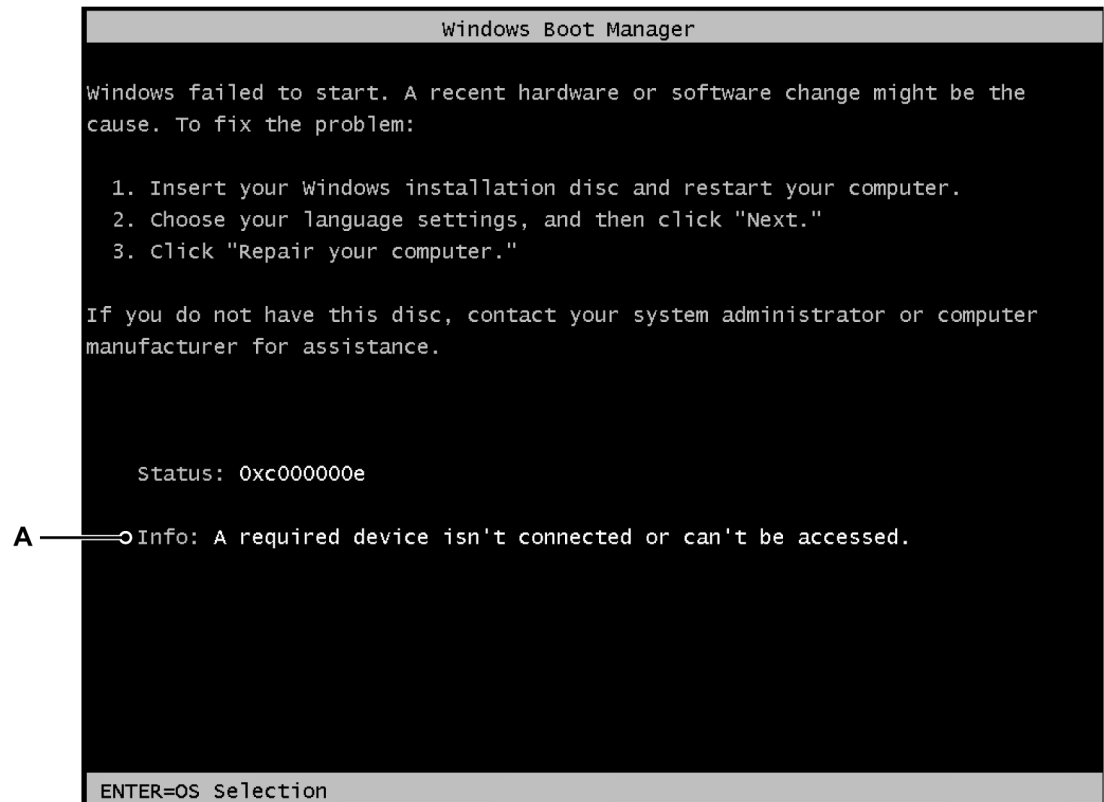 Windows Boot Manager
Windows failed to start. A recent hardware or software change might be the
cause. To fix the problem:
1. Insert your Windows installation disc and restart your computer.
2. Choose your language settings, and then click "Next."
3. Click "Repair your computer."
If you do not have this disc, contact your system administrator or computer
manufacturer for assistance.
Status: 0xc000000e
A
Info: A required device isn't connected or can't be accessed.
ENTER=OS Selection